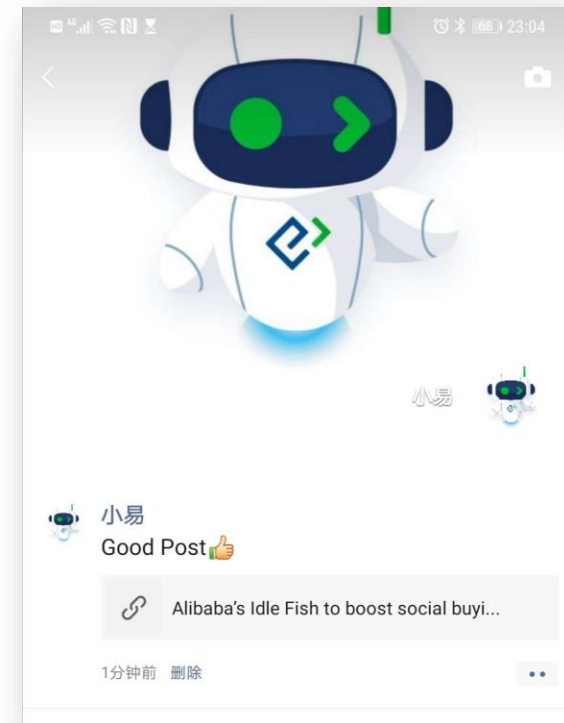 68 23:04
小易
小易
Good Post👍
Alibaba's Idle Fish to boost social buyi...
1分钟前 删除